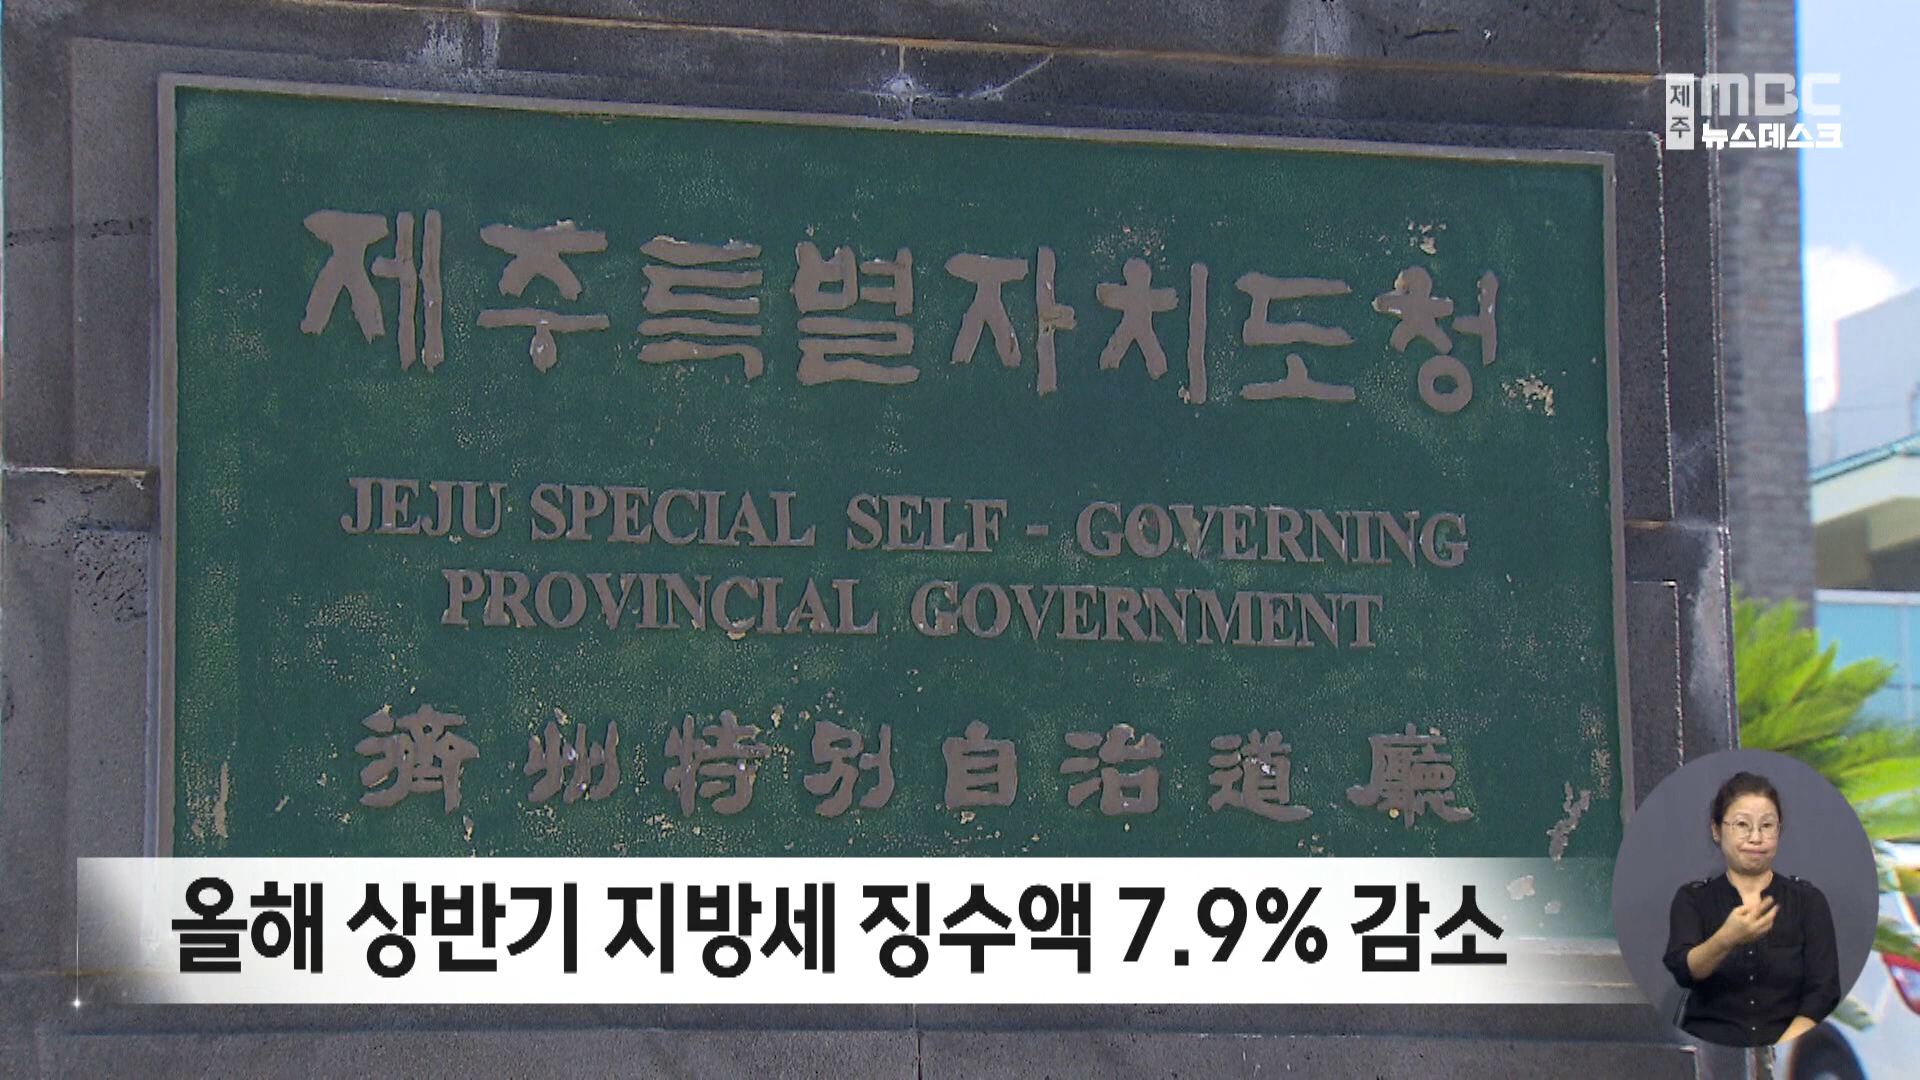 제주 MBC
뉴스데스크
제주특별자치도청
JEJU SPECIAL SELF - GOVERNING
PROVINCIAL GOVERNMENT
濟州特別自治道廳
올해 상반기 지방세 징수액 7.9% 감소